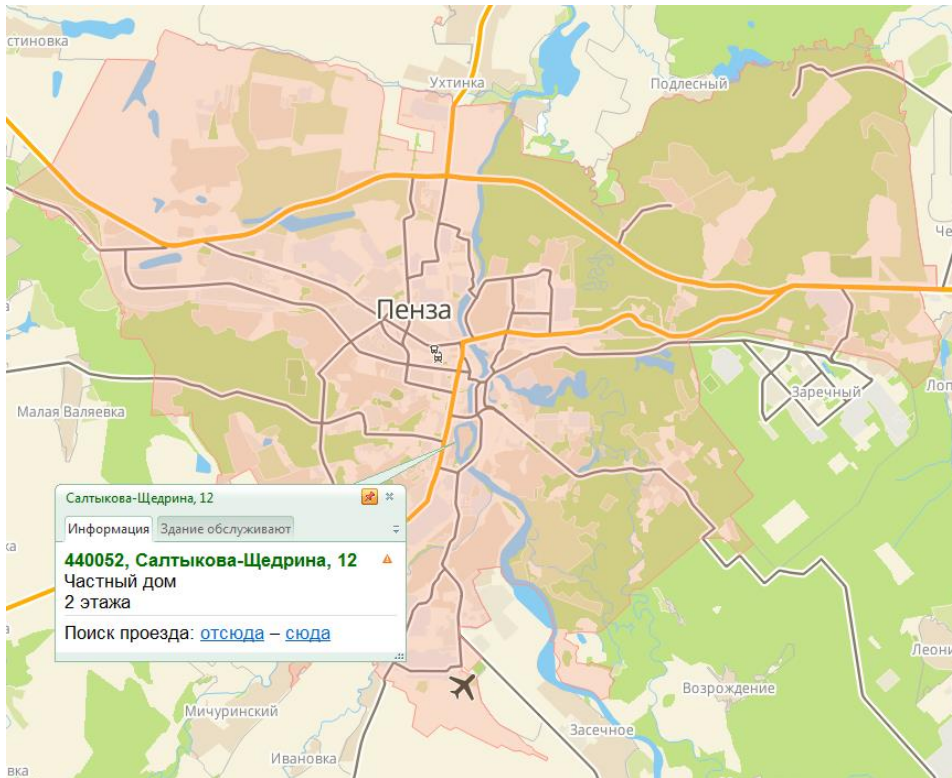 стиновка
Ухтинка
Подлесный
Че
Пенза
Заречный
Лоп
Малая Валяевка
Салтыкова-Щедрина, 12
Информация
Здание обслуживают
440052, Салтыкова-Щедрина, 12
Частный дом
2 этажа
Поиск проезда: отсюда – сюда
ка
Леони
Возрождение
Мичуринский
Засечное
Ивановка
вка